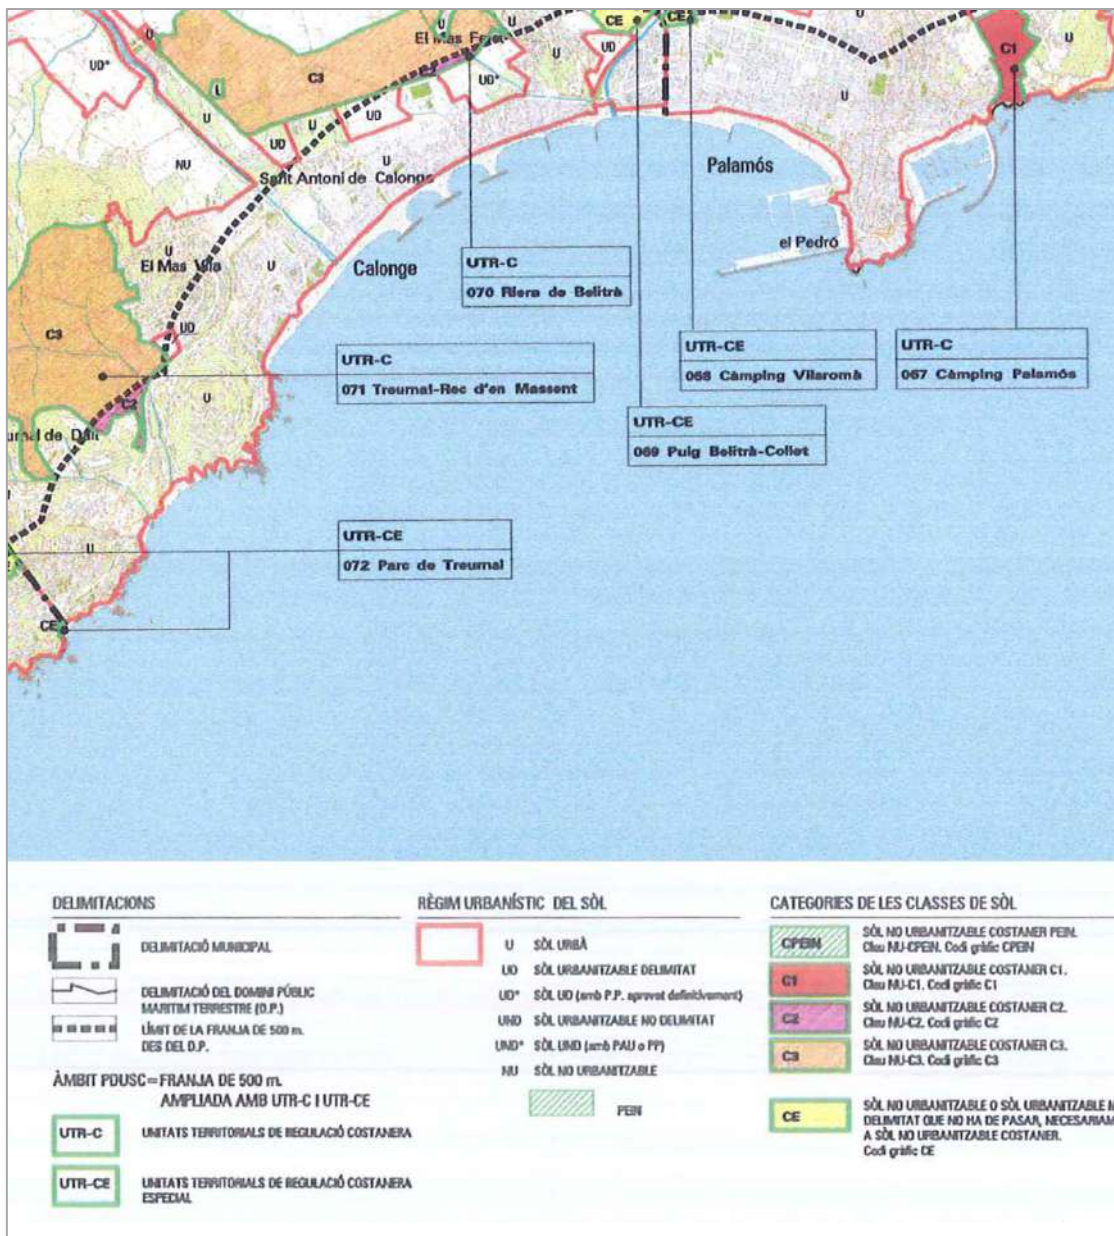 U
CE
CE
El Mas Ferrer
U
U
UD*
U
C3
C2
UD*
UD
U
C1
U
U
U
U
UD
UD
U
NU
Sant Antoni de Calonge
Palamós
U
El Mas Vila
U
Calonge
el Pedró
UTR-C
070 Riera de Belitrà
C3
UD
UTR-C
071 Treumal-Rec d'en Massent
UTR-CE
068 Càmping Vilaromà
UTR-C
067 Càmping Palamós
C2
U
UTR-CE
069 Puig Belitrà-Collet
U
UTR-CE
072 Parc de Treumal
CE
DELIMITACIONS
DELIMITACIÓ MUNICIPAL
DELIMITACIÓ DEL DOMINI PÚBLIC
MARITIM TERRESTRE (D.P.)
LÍMIT DE LA FRANJA DE 500 m.
DES DEL D.P.
ÀMBIT PDUSC=FRANJA DE 500 m.
AMPLIADA AMB UTR-C I UTR-CE
UTR-C UNITATS TERRITORIALS DE REGULACIÓ COSTANERA
UTR-CE UNITATS TERRITORIALS DE REGULACIÓ COSTANERA
ESPECIAL
RÈGIM URBANÍSTIC DEL SÒL
U SÒL URBÀ
UD SÒL URBANITZABLE DELIMITAT
UD* SÒL UD (amb P.P. aprovat definitivament)
UND SÒL URBANITZABLE NO DELIMITAT
UND* SÒL UND (amb PAU o PP)
NU SÒL NO URBANITZABLE
PEIN
CATEGORIES DE LES CLASSES DE SÒL
CPEIN SÒL NO URBANITZABLE COSTANER PEIN.
Clau NU-CPEIN. Codi gràfic CPEIN
C1 SÒL NO URBANITZABLE COSTANER C1.
Clau NU-C1. Codi gràfic C1
C2 SÒL NO URBANITZABLE COSTANER C2.
Clau NU-C2. Codi gràfic C2
C3 SÒL NO URBANITZABLE COSTANER C3.
Clau NU-C3. Codi gràfic C3
CE SÒL NO URBANITZABLE O SÒL URBANITZABLE
DELIMITAT QUE NO HA DE PASAR, NECESARIAM
A SÒL NO URBANITZABLE COSTANER.
Codi gràfic CE